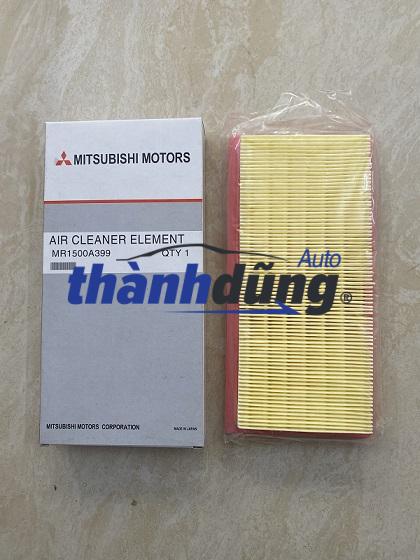 MITSUBISHI MOTORS
AIR CLEANER ELEMENT
MR1500A399 QTY 1
Auto
thànhdũng®
MITSUBISHI MOTORS CORPORATION
MADE IN JAPAN